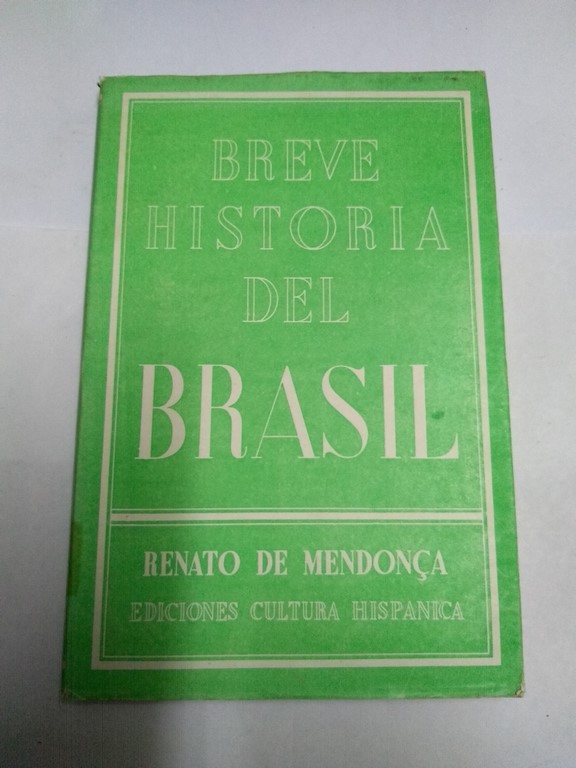 BREVE
HISTORIA
DEL
BRASIL
RENATO DE MENDONÇA
EDICIONES CULTURA HISPANICA